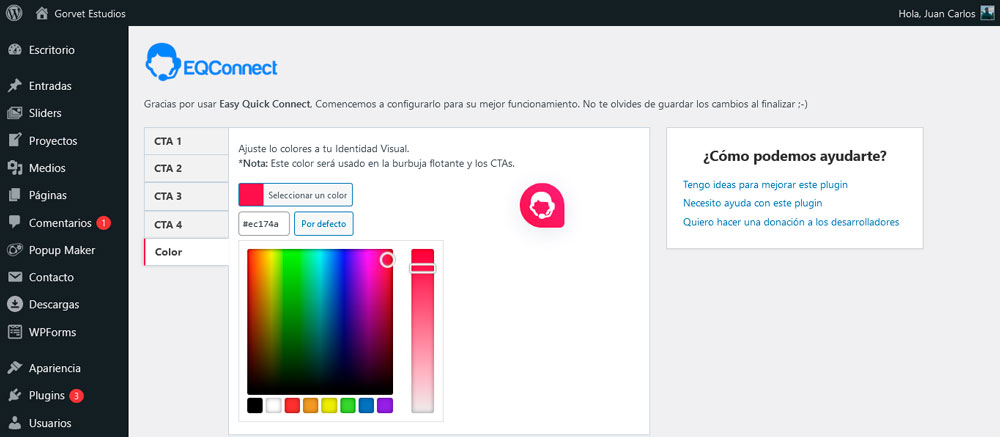 Gorvet Estudios
Hola, Juan Carlos
Escritorio
Entradas
Sliders
Proyectos
Medios
Páginas
Comentarios 1
Popup Maker
Contacto
Descargas
WPForms
Apariencia
Plugins 3
Usuarios
EQConnect
Gracias por usar Easy Quick Connect, Comencemos a configurarlo para su mejor funcionamiento. No te olvides de guardar los cambios al finalizar ;-)
CTA 1
CTA 2
CTA 3
CTA 4
Color
Ajuste lo colores a tu Identidad Visual.
*Nota: Este color será usado en la burbuja flotante y los CTAs.
Seleccionar un color
#ec174a
Por defecto
¿Cómo podemos ayudarte?
Tengo ideas para mejorar este plugin
Necesito ayuda con este plugin
Quiero hacer una donación a los desarrolladores